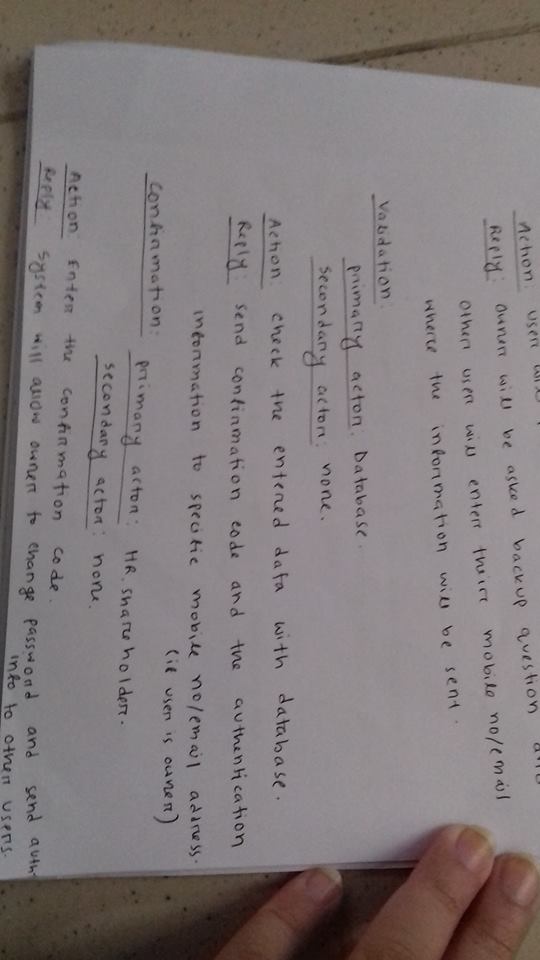 Action: user will
Reply: owner will be asked backup question and
other user will enter their mobile no/email
where the information will be sent.
Validation:
primary actor: Database.
secondary actor: none.
Action: check the entered data with database.
Reply: send confirmation code and the authentication
information to specific mobile no/email address.
(if user is owner)
Confirmation:
primary actor: HR, shareholder.
secondary actor: none.
Action: Enter the confirmation code.
Reply: System will allow owner to change password and send auth
info to other users.